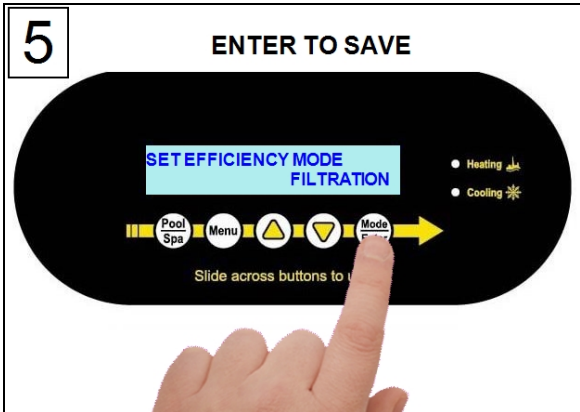 5
ENTER TO SAVE
SET EFFICIENCY MODE
FILTRATION
Heating
Cooling
Pool
Spa
Menu
Mode
Slide across buttons to